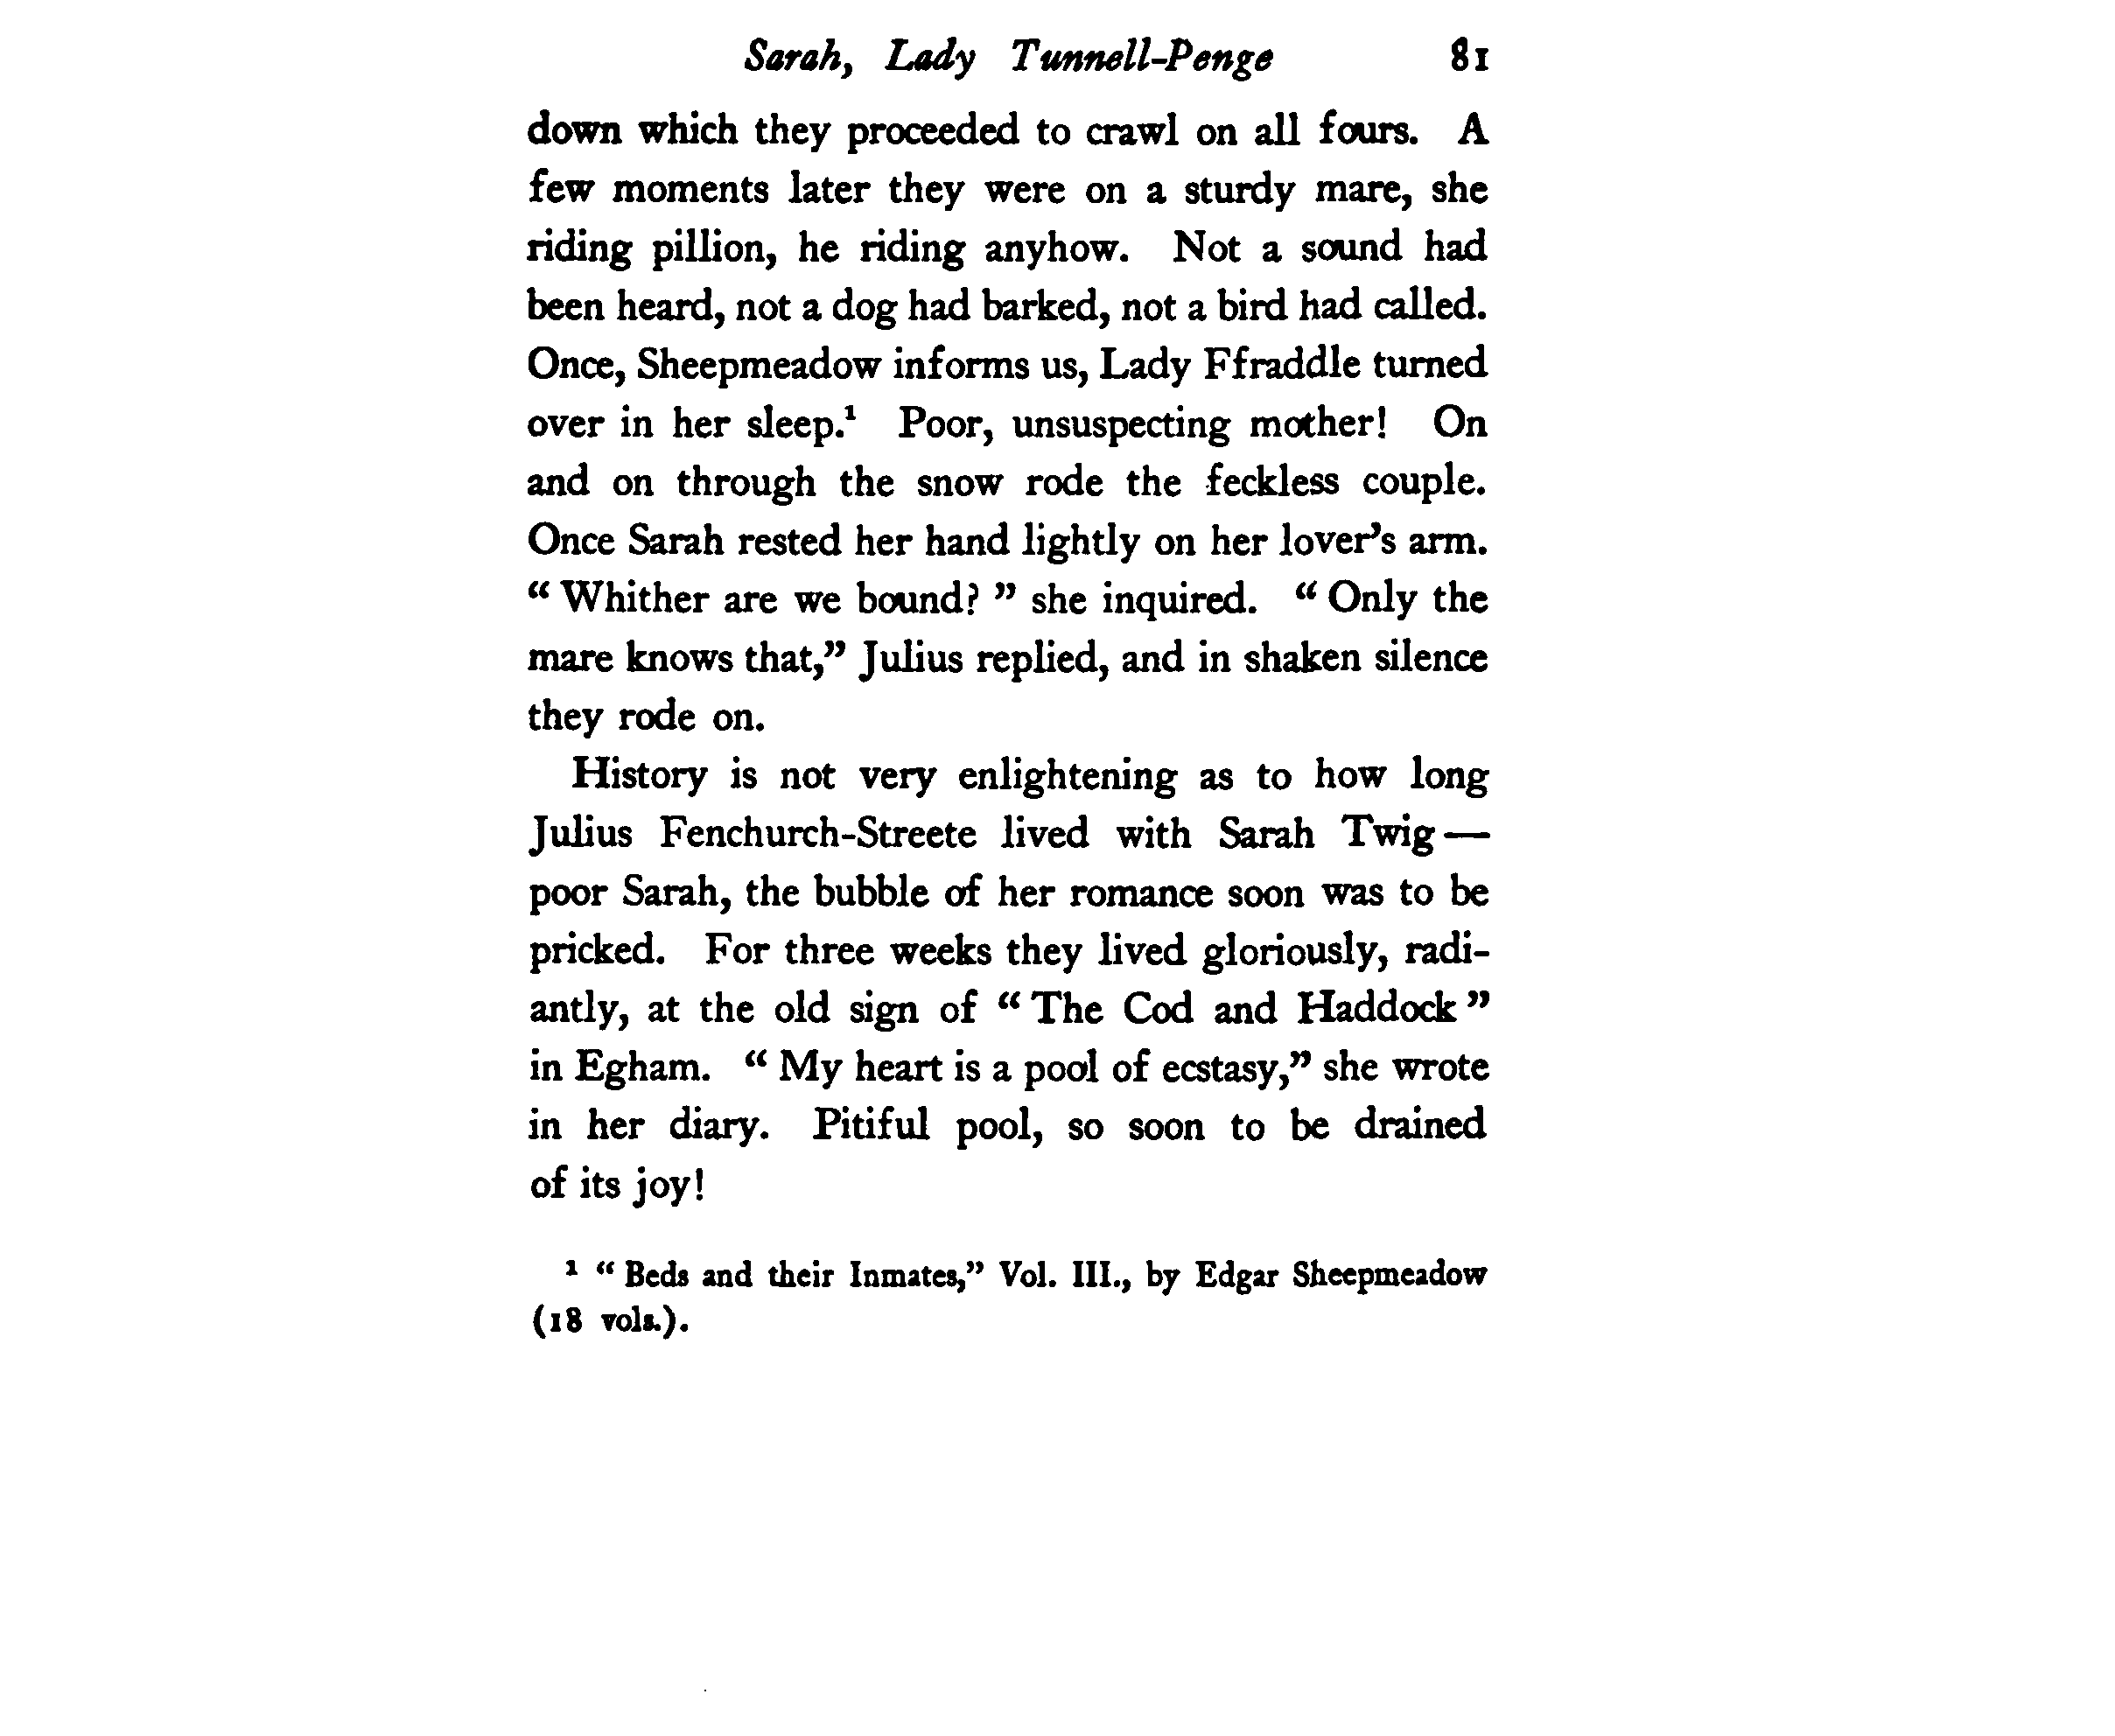 Sarah, Lady Tunnell-Penge 81
down which they proceeded to crawl on all fours. A
few moments later they were on a sturdy mare, she
riding pillion, he riding anyhow. Not a sound had
been heard, not a dog had barked, not a bird had called.
Once, Sheepmeadow informs us, Lady Ffraddle turned
over in her sleep.¹ Poor, unsuspecting mother! On
and on through the snow rode the feckless couple.
Once Sarah rested her hand lightly on her lover's arm.
“ Whither are we bound? ” she inquired. “ Only the
mare knows that,” Julius replied, and in shaken silence
they rode on.
History is not very enlightening as to how long
Julius Fenchurch-Streete lived with Sarah Twig—
poor Sarah, the bubble of her romance soon was to be
pricked. For three weeks they lived gloriously, radi-
antly, at the old sign of “ The Cod and Haddock ”
in Egham. “ My heart is a pool of ecstasy,” she wrote
in her diary. Pitiful pool, so soon to be drained
of its joy!
¹ “ Beds and their Inmates,” Vol. III., by Edgar Sheepmeadow
(18 vols.).